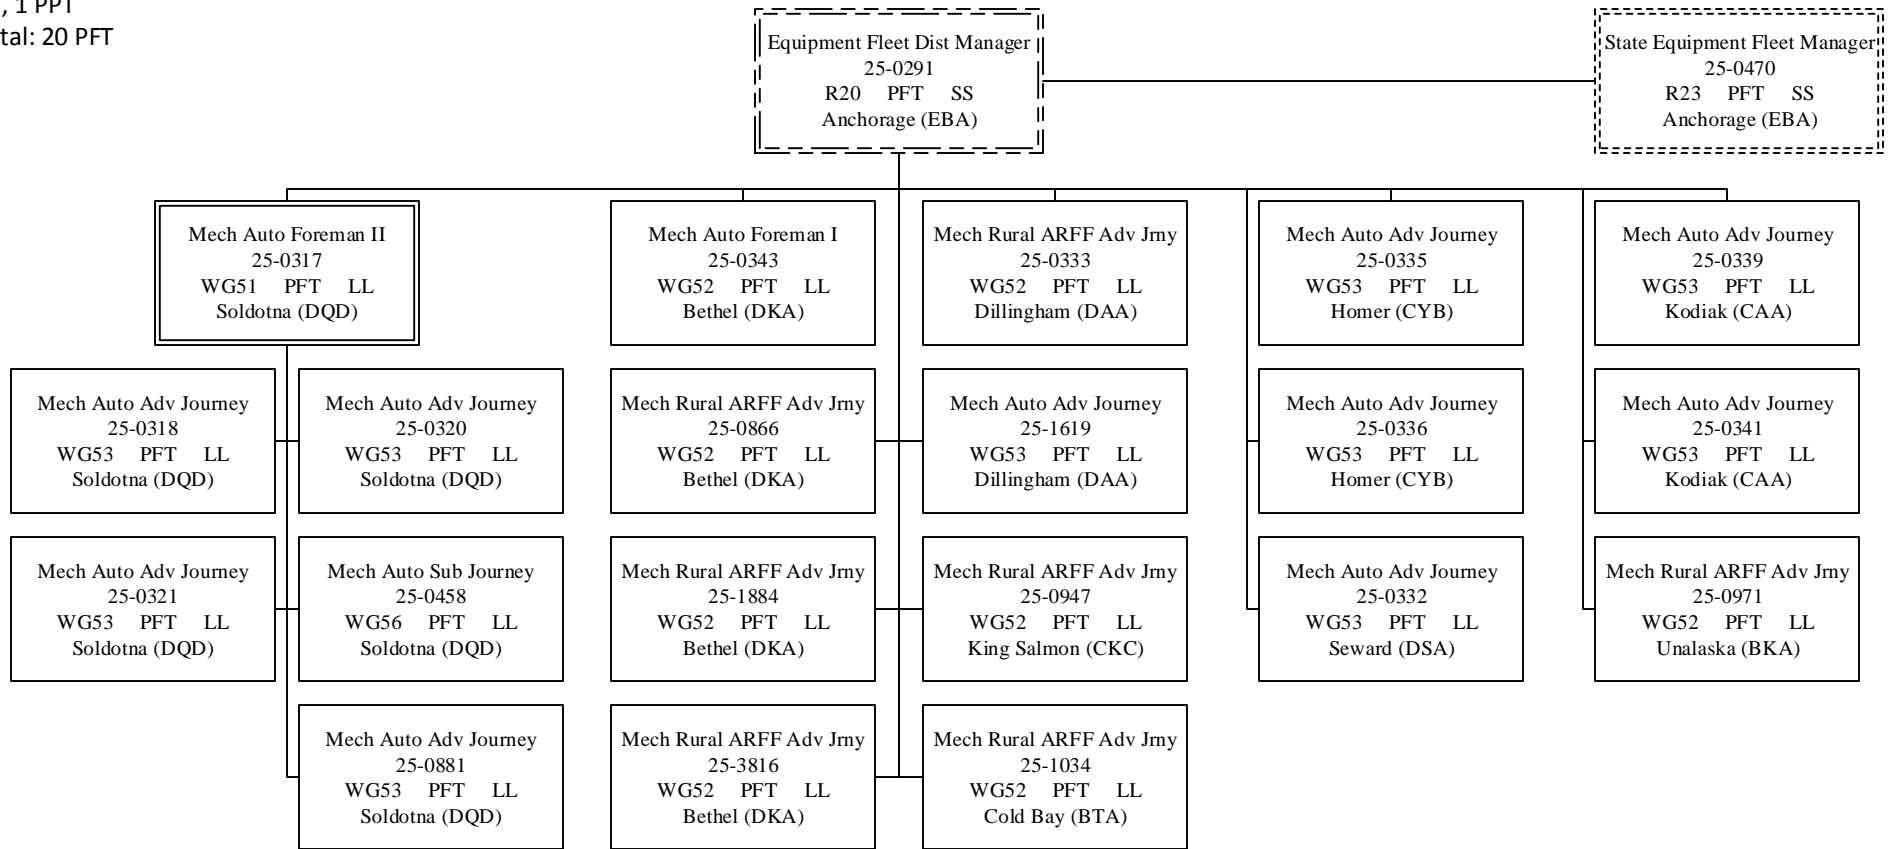 , 1 PPT
tal: 20 PFT
Equipment Fleet Dist Manager
25-0291
R20 PFT SS
Anchorage (EBA)
State Equipment Fleet Manager
25-0470
R23 PFT SS
Anchorage (EBA)
Mech Auto Foreman II
25-0317
WG51 PFT LL
Soldotna (DQD)
Mech Auto Foreman I
25-0343
WG52 PFT LL
Bethel (DKA)
Mech Rural ARFF Adv Jrny
25-0333
WG52 PFT LL
Dillingham (DAA)
Mech Auto Adv Journey
25-0335
WG53 PFT LL
Homer (CYB)
Mech Auto Adv Journey
25-0339
WG53 PFT LL
Kodiak (CAA)
Mech Auto Adv Journey
25-0318
WG53 PFT LL
Soldotna (DQD)
Mech Auto Adv Journey
25-0320
WG53 PFT LL
Soldotna (DQD)
Mech Rural ARFF Adv Jrny
25-0866
WG52 PFT LL
Bethel (DKA)
Mech Auto Adv Journey
25-1619
WG53 PFT LL
Dillingham (DAA)
Mech Auto Adv Journey
25-0336
WG53 PFT LL
Homer (CYB)
Mech Auto Adv Journey
25-0341
WG53 PFT LL
Kodiak (CAA)
Mech Auto Adv Journey
25-0321
WG53 PFT LL
Soldotna (DQD)
Mech Auto Sub Journey
25-0458
WG56 PFT LL
Soldotna (DQD)
Mech Rural ARFF Adv Jrny
25-1884
WG52 PFT LL
Bethel (DKA)
Mech Rural ARFF Adv Jrny
25-0947
WG52 PFT LL
King Salmon (CKC)
Mech Auto Adv Journey
25-0332
WG53 PFT LL
Seward (DSA)
Mech Rural ARFF Adv Jrny
25-0971
WG52 PFT LL
Unalaska (BKA)
Mech Auto Adv Journey
25-0881
WG53 PFT LL
Soldotna (DQD)
Mech Rural ARFF Adv Jrny
25-3816
WG52 PFT LL
Bethel (DKA)
Mech Rural ARFF Adv Jrny
25-1034
WG52 PFT LL
Cold Bay (BTA)